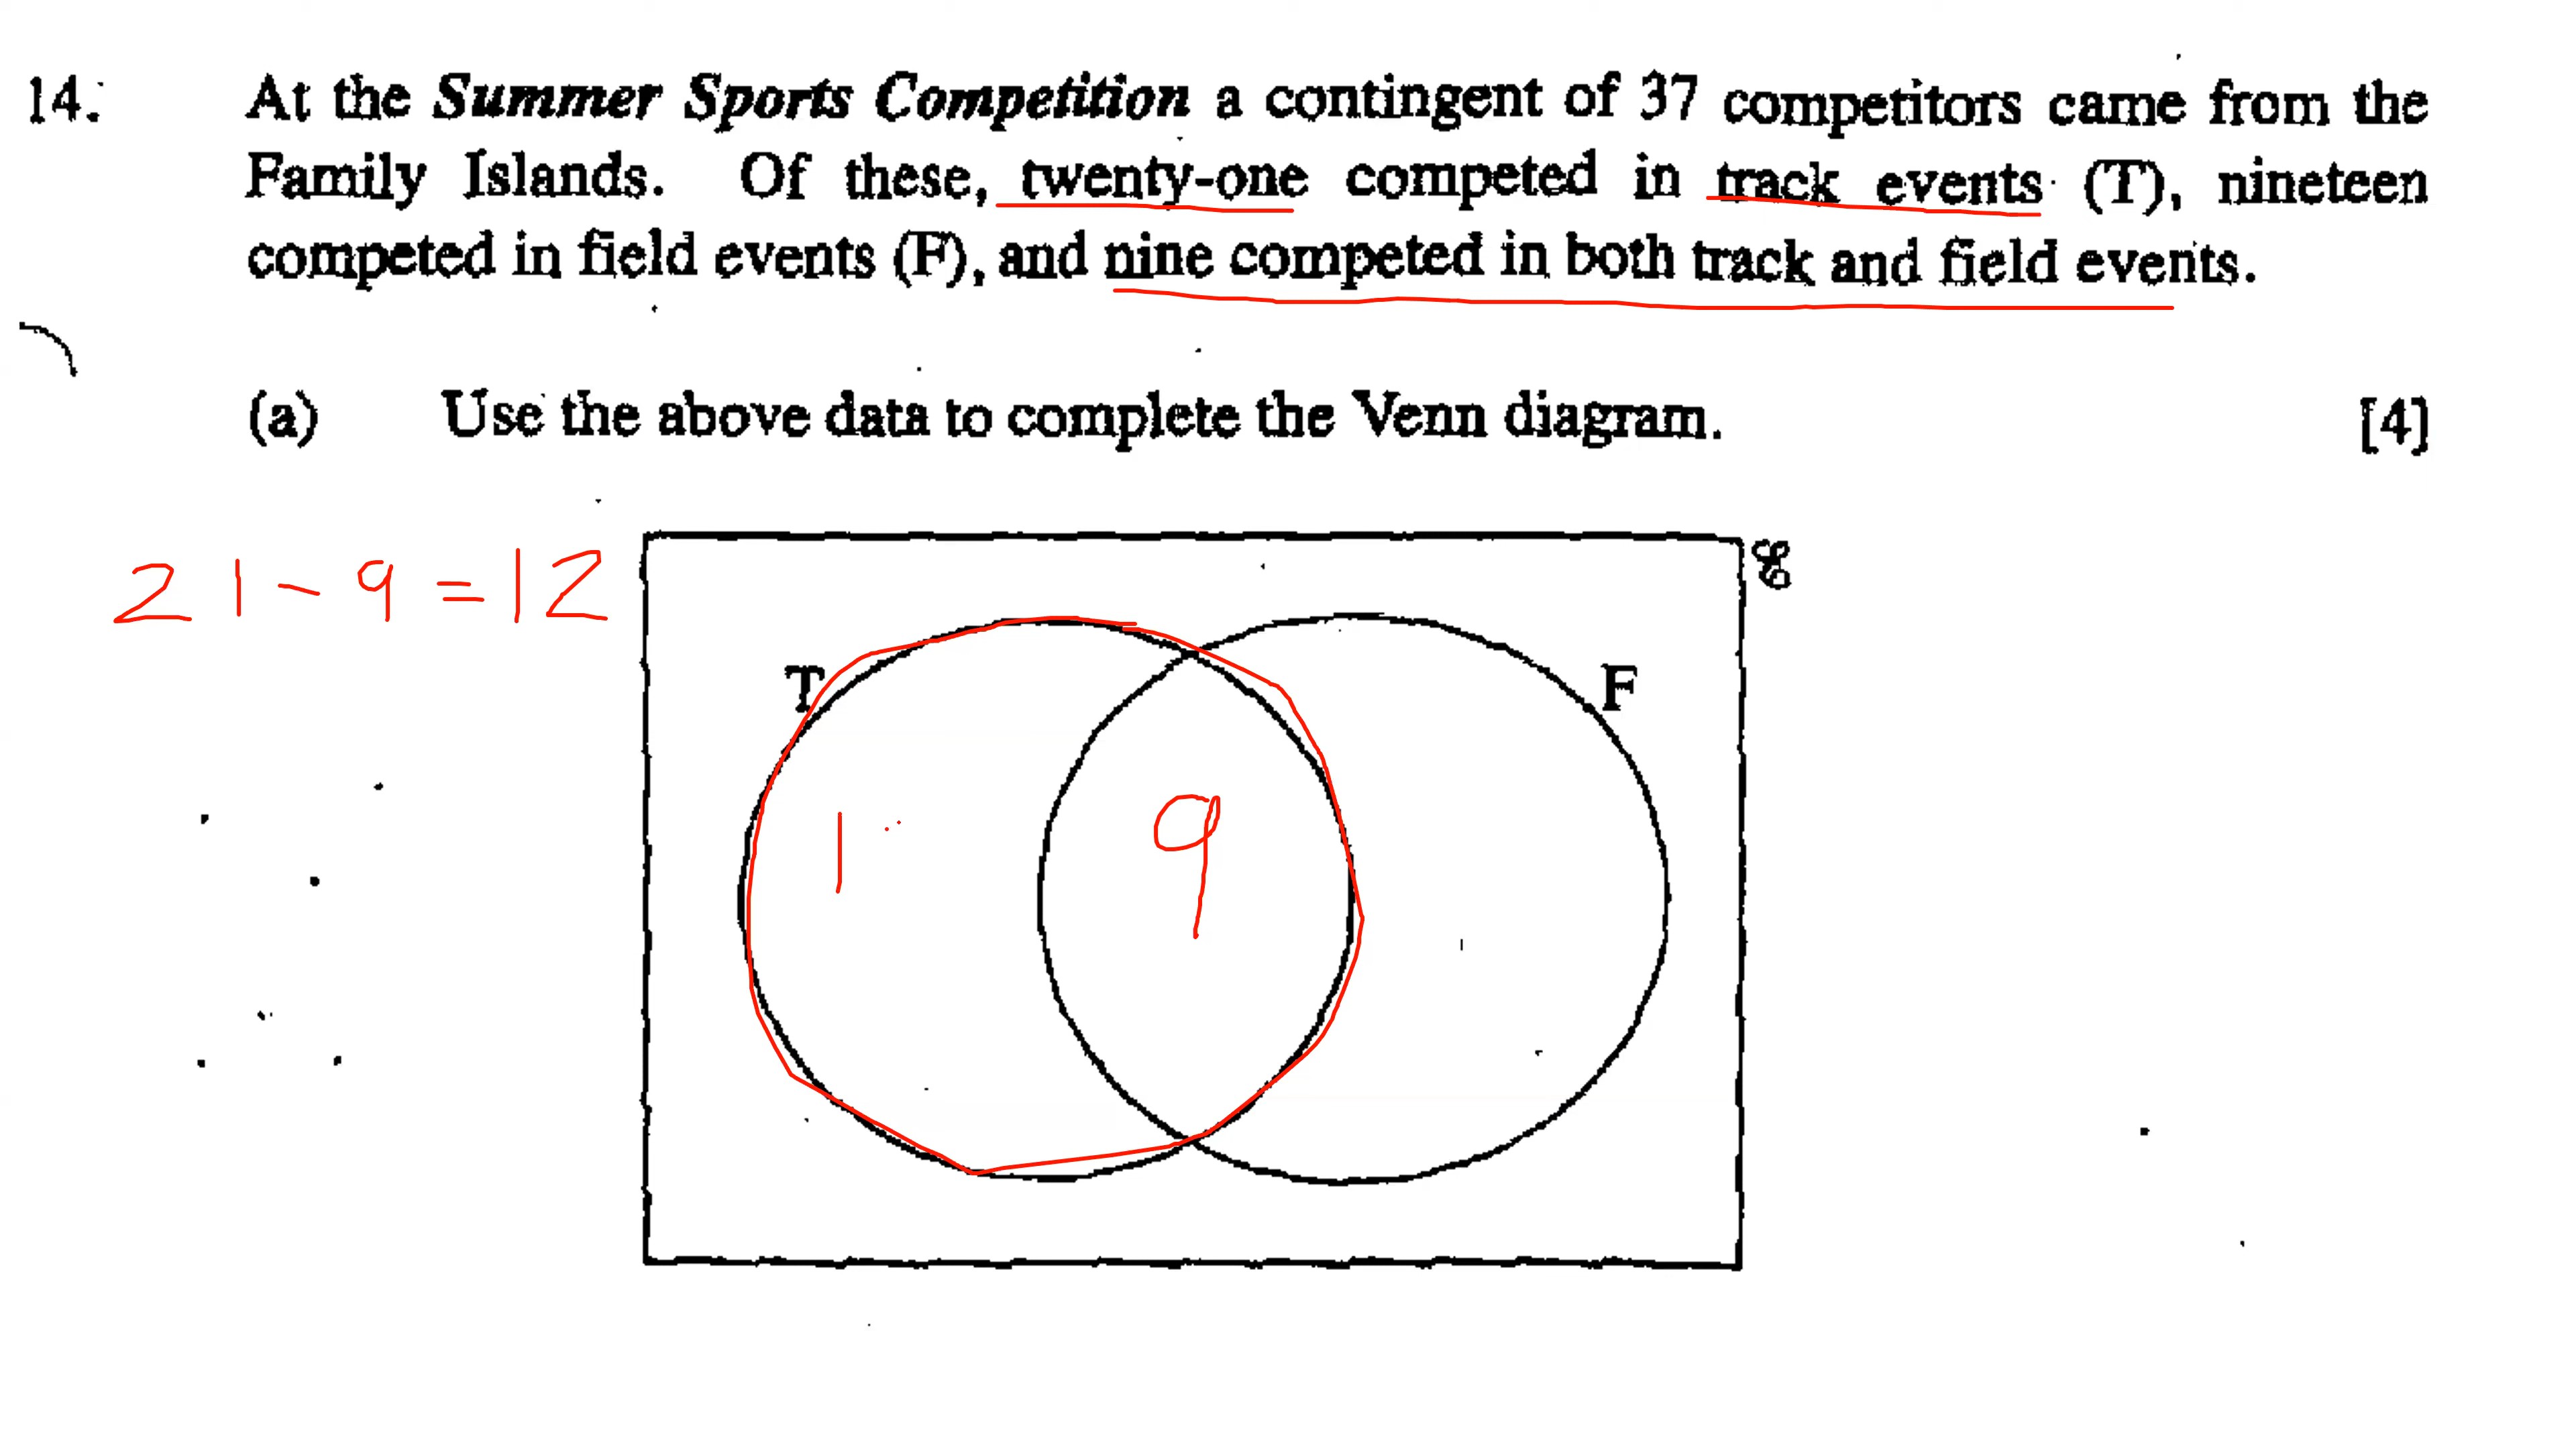 14. At the Summer Sports Competition a contingent of 37 competitors came from the
Family Islands. Of these, twenty-one competed in track events (T), nineteen
competed in field events (F), and nine competed in both track and field events.
(a) Use the above data to complete the Venn diagram. [4]
21-9=12
ℰ
T F
1 9